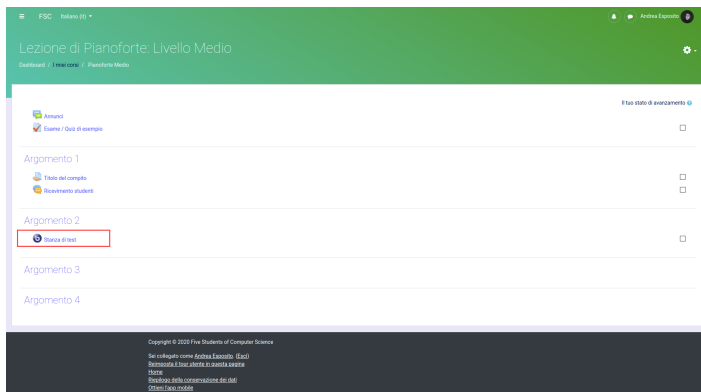 FSC Italiano (it)
Andrea Esposito
Lezione di Pianoforte: Livello Medio
Dashboard / I miei corsi / Pianoforte Medio
Il tuo stato di avanzamento
Annunci
Esame / Quiz di esempio
Argomento 1
Titolo del compito
Ricevimento studenti
Argomento 2
Stanza di test
Argomento 3
Argomento 4
Copyright © 2020 Five Students of Computer Science
Sei collegato come Andrea Esposito. (Esci)
Reimposta il tour utente in questa pagina
Home
Riepilogo della conservazione dei dati
Ottieni l'app mobile